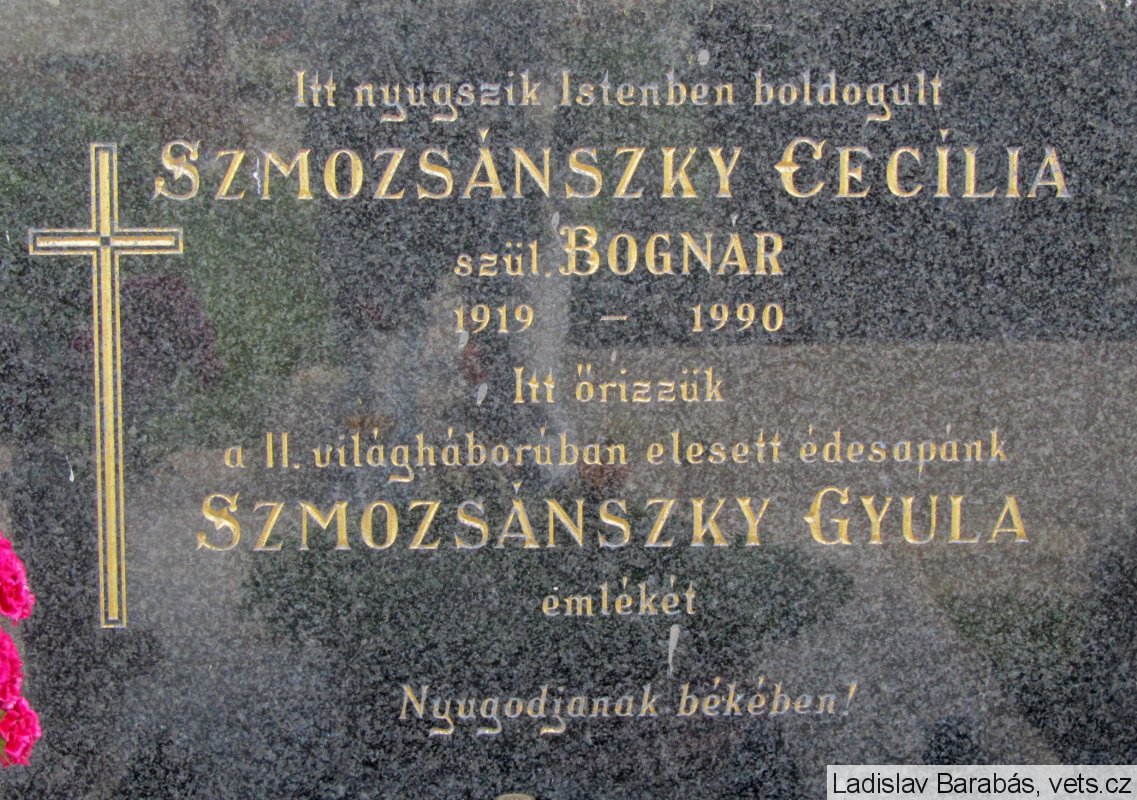 Itt nyugszik Istenben boldogult
SZMOZSÁNSZKY CECÍLIA
szül. BOGNÁR
1919 – 1990
Itt őrizzük
a II. világháborúban elesett édesapánk
SZMOZSÁNSZKY GYULA
emlékét
Nyugodjanak békében!
Ladislav Barabás, vets.cz